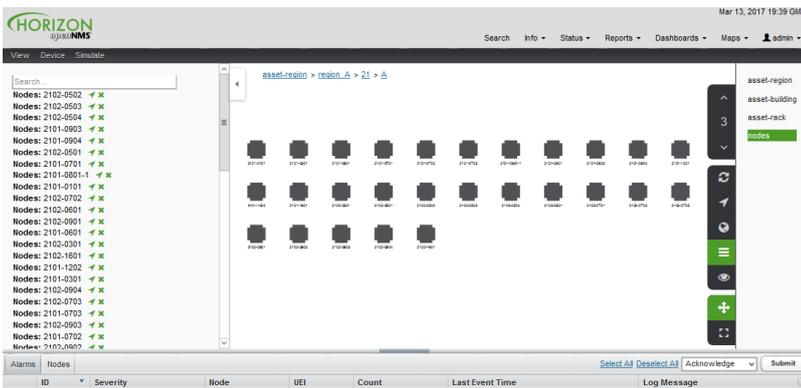 Mar 13, 2017 19:39 GM
HORIZON
openNMS
Search Info Status Reports Dashboards Maps admin
View Device Simulate
Search...
asset-region > region_A > 21 > A
asset-region
asset-building
asset-rack
nodes
3
Nodes: 2102-0502
Nodes: 2102-0503
Nodes: 2102-0504
Nodes: 2101-0903
Nodes: 2101-0904
Nodes: 2102-0501
Nodes: 2101-0701
Nodes: 2101-0801-1
Nodes: 2101-0101
Nodes: 2102-0702
Nodes: 2102-0601
Nodes: 2102-0901
Nodes: 2101-0601
Nodes: 2102-0301
Nodes: 2102-1601
Nodes: 2101-1202
Nodes: 2101-0301
Nodes: 2102-0904
Nodes: 2102-0703
Nodes: 2101-0703
Nodes: 2102-0903
Nodes: 2101-0702
Nodes: 2102-0902
Alarms Nodes
Select All Deselect All Acknowledge Submit
ID Severity Node UEI Count Last Event Time Log Message